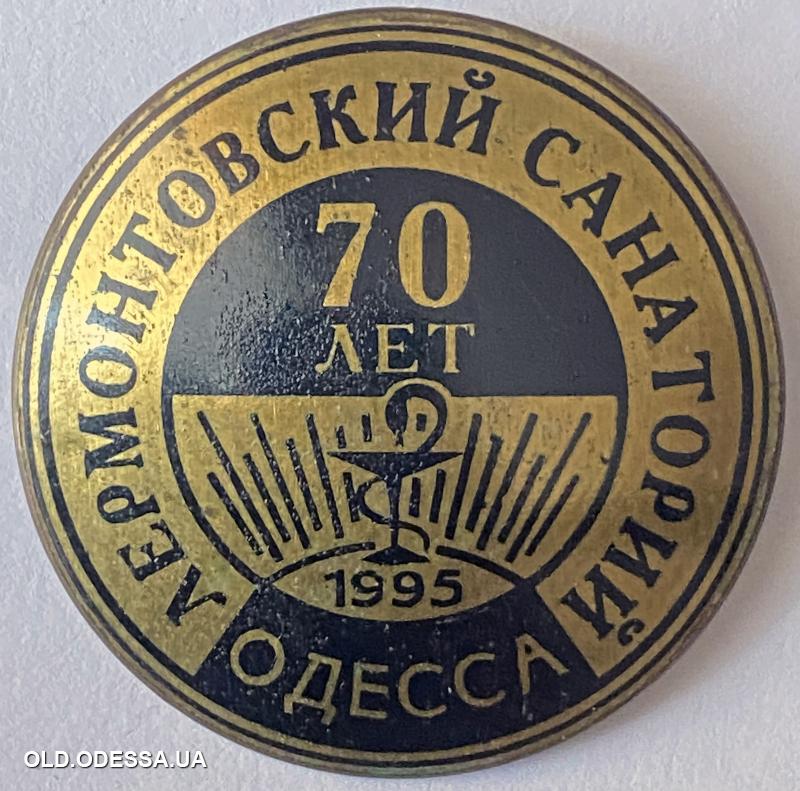 ЛЕРМОНТОВСКИЙ САНАТОРИЙ
70
ЛЕТ
1995
ОДЕССА
OLD.ODESSA.UA